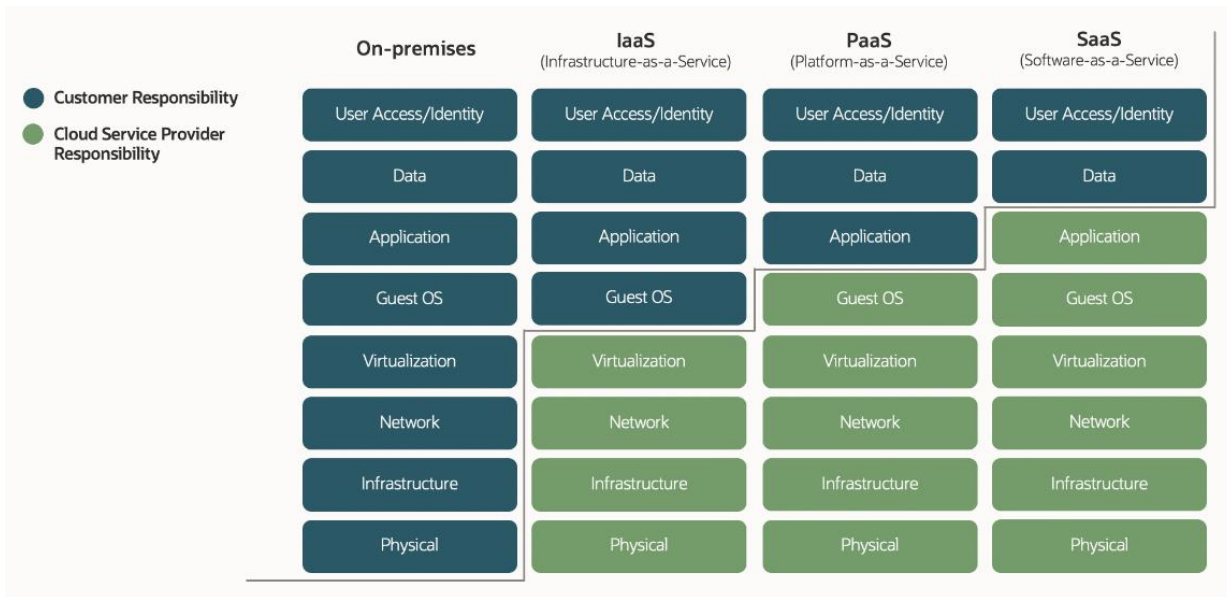 On-premises
IaaS
(Infrastructure-as-a-Service)
PaaS
(Platform-as-a-Service)
SaaS
(Software-as-a-Service)
Customer Responsibility
Cloud Service Provider
Responsibility
User Access/Identity
User Access/Identity
User Access/Identity
User Access/Identity
Data
Data
Data
Data
Application
Application
Application
Application
Guest OS
Guest OS
Guest OS
Guest OS
Virtualization
Virtualization
Virtualization
Virtualization
Network
Network
Network
Network
Infrastructure
Infrastructure
Infrastructure
Infrastructure
Physical
Physical
Physical
Physical